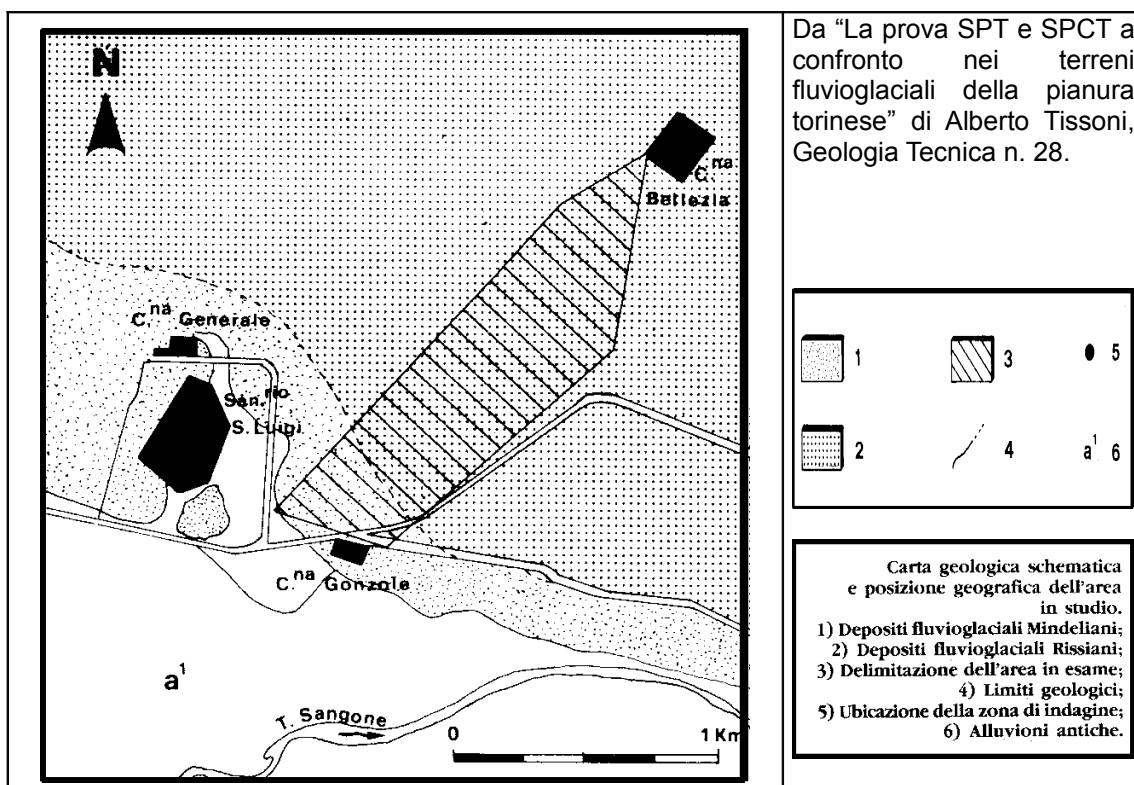 Da “La prova SPT e SPCT a
confronto nei terreni
fluvioglaciali della pianura
torinese” di Alberto Tissoni,
Geologia Tecnica n. 28.
N
C.na
Bellezia
C.na Generale
San.rio
S. Luigi
C.na Gonzole
a1
T. Sangone
0 1 Km
1
3
5
2
4
a1 6
Carta geologica schematica
e posizione geografica dell'area
in studio.
1) Depositi fluvioglaciali Mindeliani;
2) Depositi fluvioglaciali Rissiani;
3) Delimitazione dell'area in esame;
4) Limiti geologici;
5) Ubicazione della zona di indagine;
6) Alluvioni antiche.